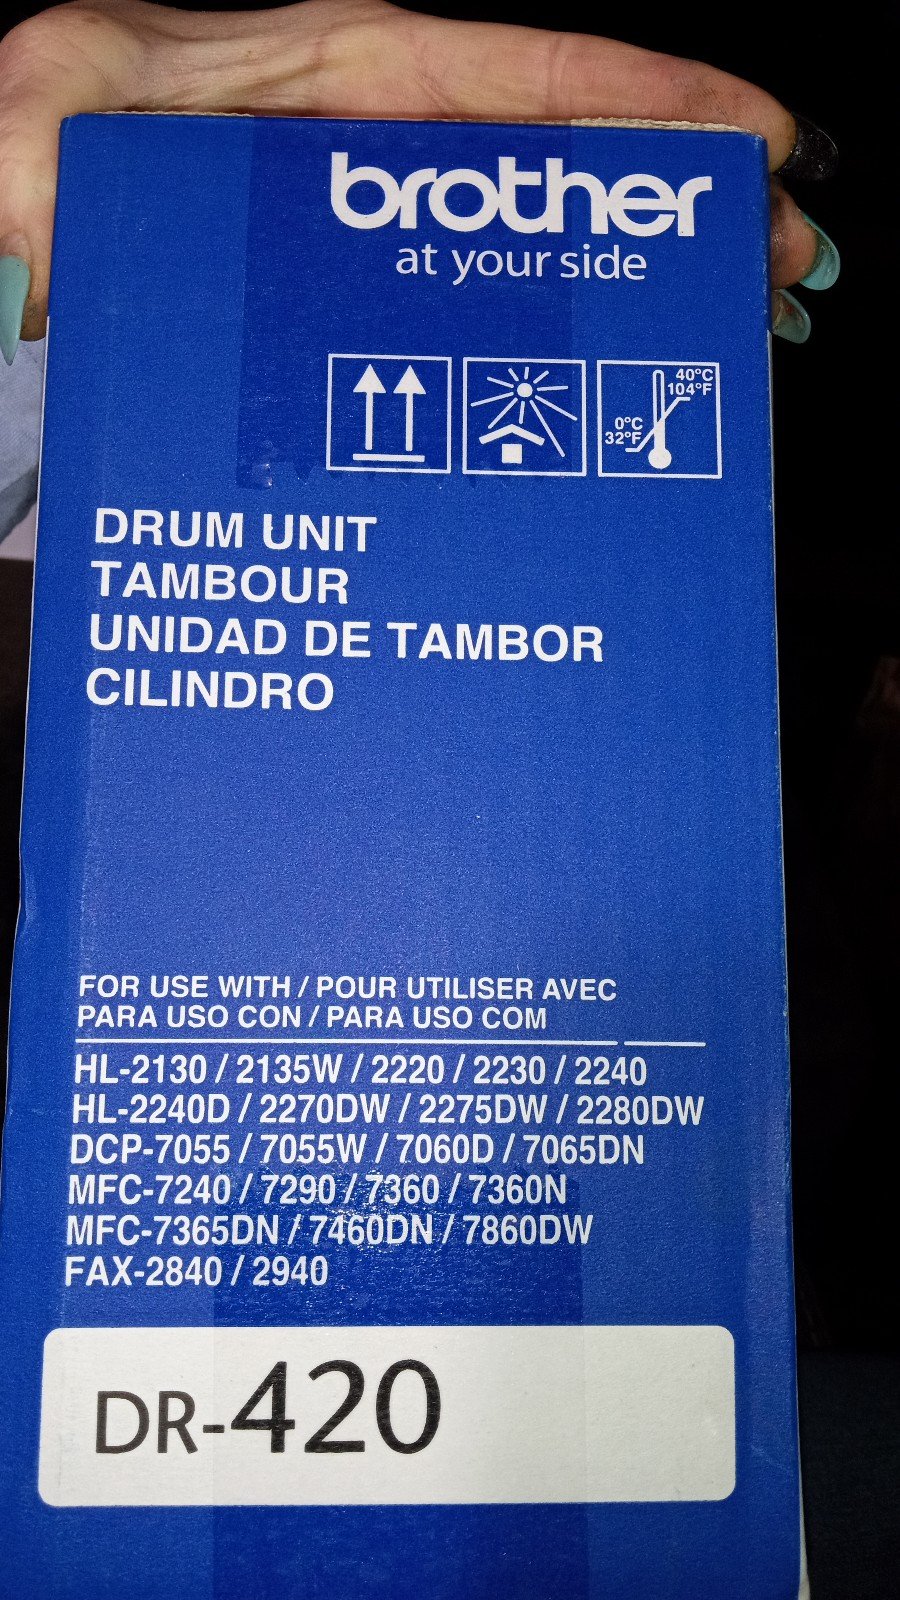 brother
at your side
40°C
104°F
0°C
32°F
DRUM UNIT
TAMBOUR
UNIDAD DE TAMBOR
CILINDRO
FOR USE WITH / POUR UTILISER AVEC
PARA USO CON / PARA USO COM
HL-2130 / 2135W / 2220 / 2230 / 2240
HL-2240D / 2270DW / 2275DW / 2280DW
DCP-7055 / 7055W / 7060D / 7065DN
MFC-7240 / 7290 / 7360 / 7360N
MFC-7365DN / 7460DN / 7860DW
FAX-2840 / 2940
DR-420